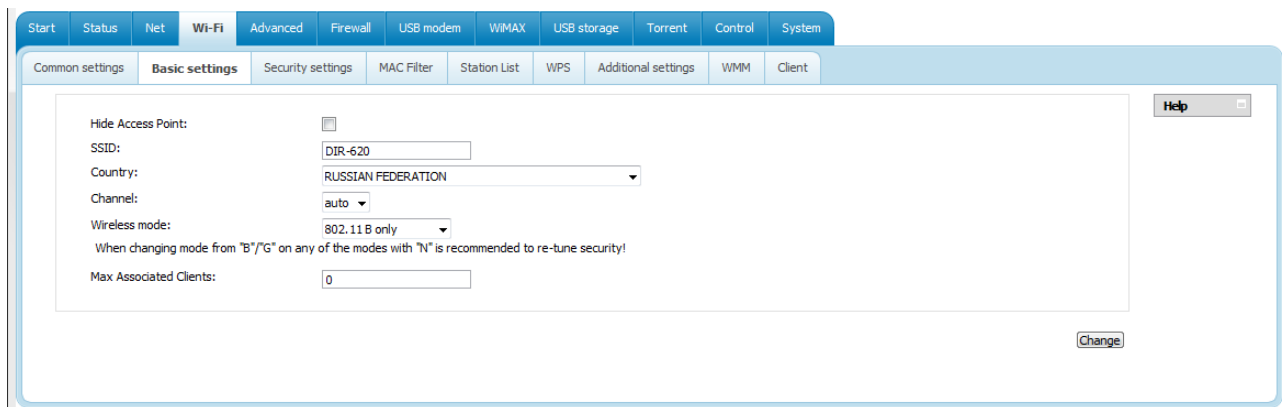 Start Status Net Wi-Fi Advanced Firewall USB modem WiMAX USB storage Torrent Control System
Common settings Basic settings Security settings MAC Filter Station List WPS Additional settings WMM Client
Help
Hide Access Point:
SSID: DIR-620
Country: RUSSIAN FEDERATION
Channel: auto
Wireless mode: 802.11 B only
When changing mode from "B"/"G" on any of the modes with "N" is recommended to re-tune security!
Max Associated Clients: 0
Change